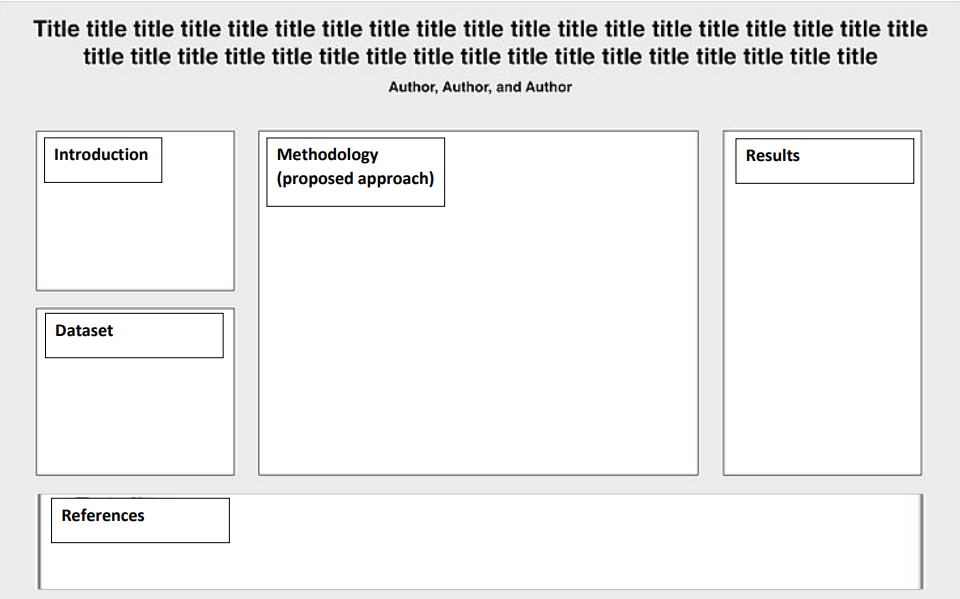 Title title title title title title title title title title title title title title title title title title title
title title title title title title title title title title title title title title title title title
Author, Author, and Author
Introduction
Methodology
(proposed approach)
Results
Dataset
References